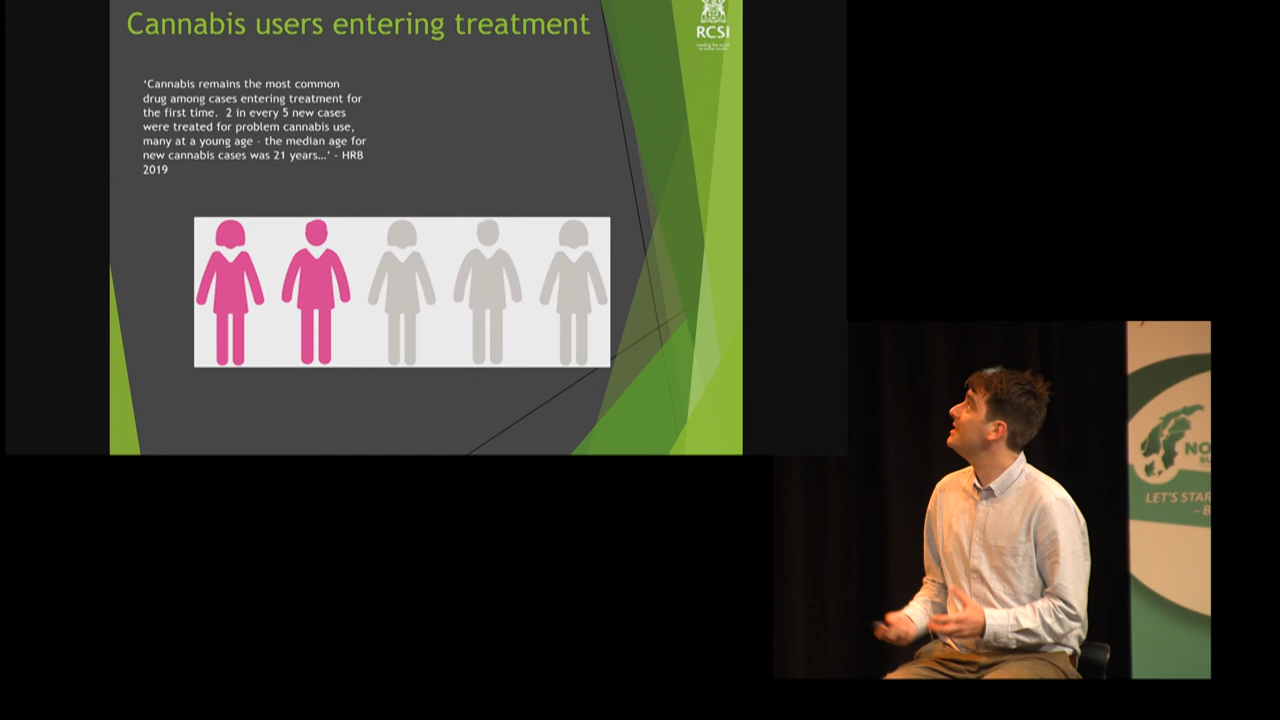 Cannabis users entering treatment
RCSI
‘Cannabis remains the most common
drug among cases entering treatment for
the first time.  2 in every 5 new cases
were treated for problem cannabis use,
many at a young age – the median age for
new cannabis cases was 21 years…’ - HRB
2019
NO
LET'S STAR
– B